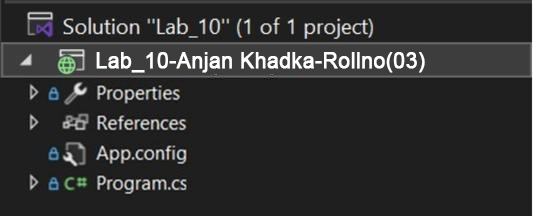 Solution "Lab_10" (1 of 1 project)
Lab_10-Anjan Khadka-Rollno(03)
Properties
References
App.config
C# Program.cs